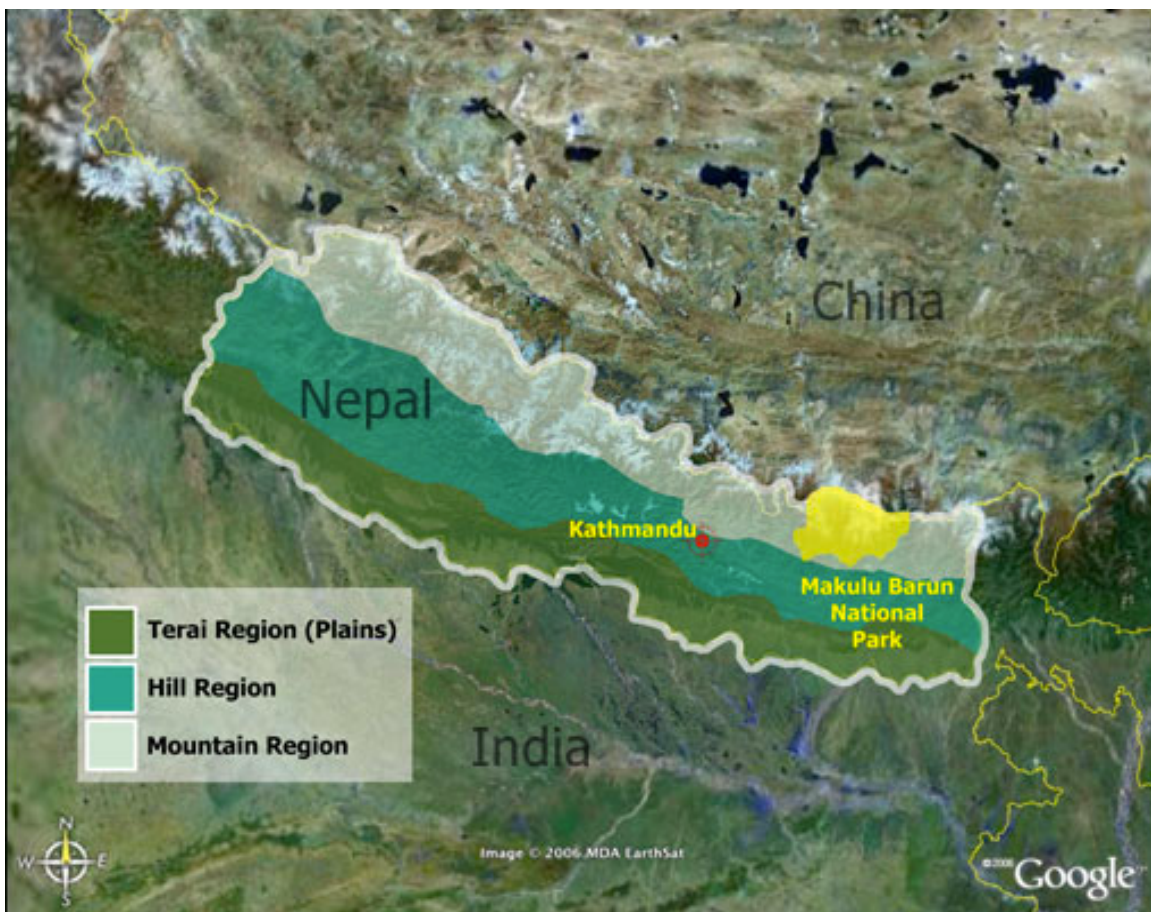 China
Nepal
Kathmandu
Makulu Barun
National
Park
Terai Region (Plains)
Hill Region
Mountain Region
India
N
W E
S
Image © 2006 MDA EarthSat
©2006 Google™